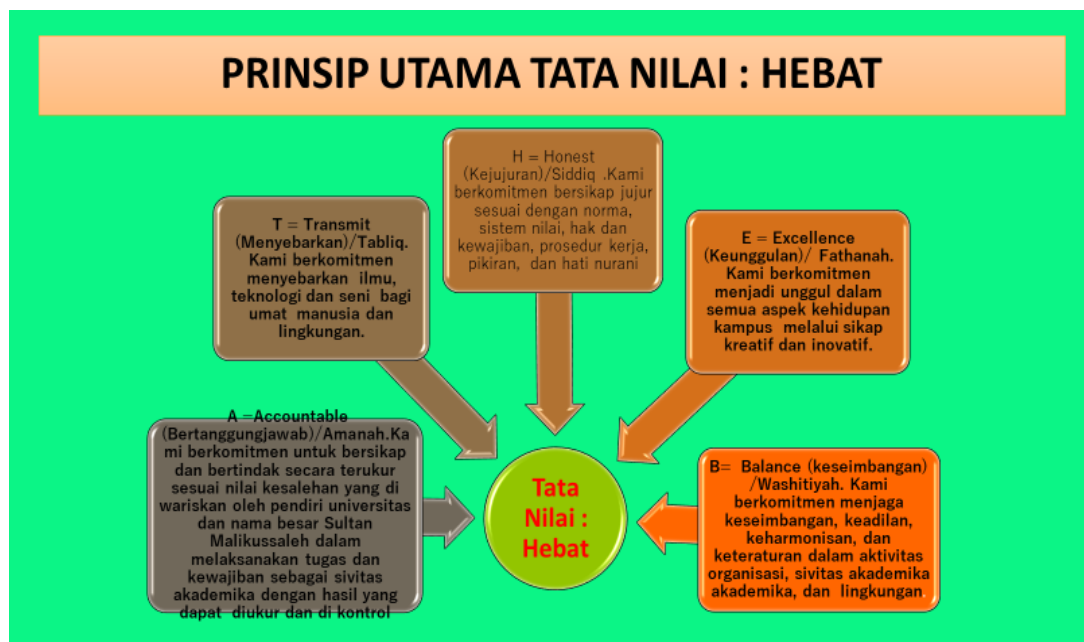 PRINSIP UTAMA TATA NILAI : HEBAT
H = Honest
(Kejujuran)/Siddiq .Kami
berkomitmen bersikap jujur
sesuai dengan norma,
sistem nilai, hak dan
kewajiban, prosedur kerja,
pikiran, dan hati nurani
E = Excellence
(Keunggulan)/ Fathanah.
Kami berkomitmen
menjadi unggul dalam
semua aspek kehidupan
kampus melalui sikap
kreatif dan inovatif.
B= Balance (keseimbangan)
/Washitiyah. Kami
berkomitmen menjaga
keseimbangan, keadilan,
keharmonisan, dan
keteraturan dalam aktivitas
organisasi, sivitas akademika
akademika, dan lingkungan
A =Accountable
(Bertanggungjawab)/Amanah.Ka
mi berkomitmen untuk bersikap
dan bertindak secara terukur
sesuai nilai kesalehan yang di
wariskan oleh pendiri universitas
dan nama besar Sultan
Malikussaleh dalam
melaksanakan tugas dan
kewajiban sebagai sivitas
akademika dengan hasil yang
dapat diukur dan di kontrol
T = Transmit
(Menyebarkan)/Tabliq.
Kami berkomitmen
menyebarkan ilmu,
teknologi dan seni bagi
umat manusia dan
lingkungan.
Tata
Nilai :
Hebat